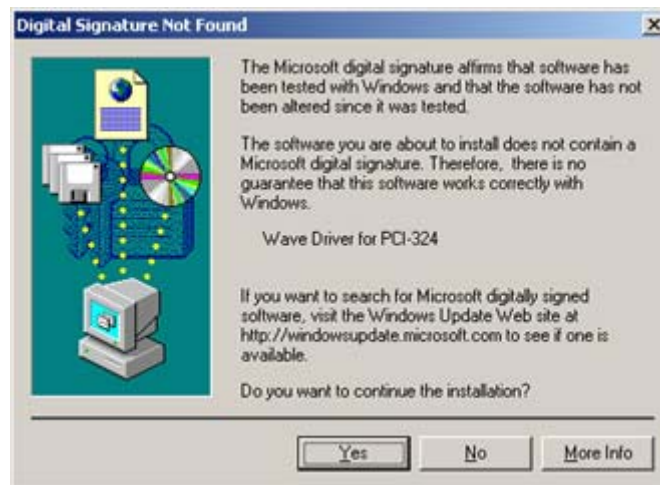 Digital Signature Not Found
The Microsoft digital signature affirms that software has
been tested with Windows and that the software has not
been altered since it was tested.
The software you are about to install does not contain a
Microsoft digital signature. Therefore, there is no
guarantee that this software works correctly with
Windows.
Wave Driver for PCI-324
If you want to search for Microsoft digitally signed
software, visit the Windows Update Web site at
http://windowsupdate.microsoft.com to see if one is
available.
Do you want to continue the installation?
Yes No More Info